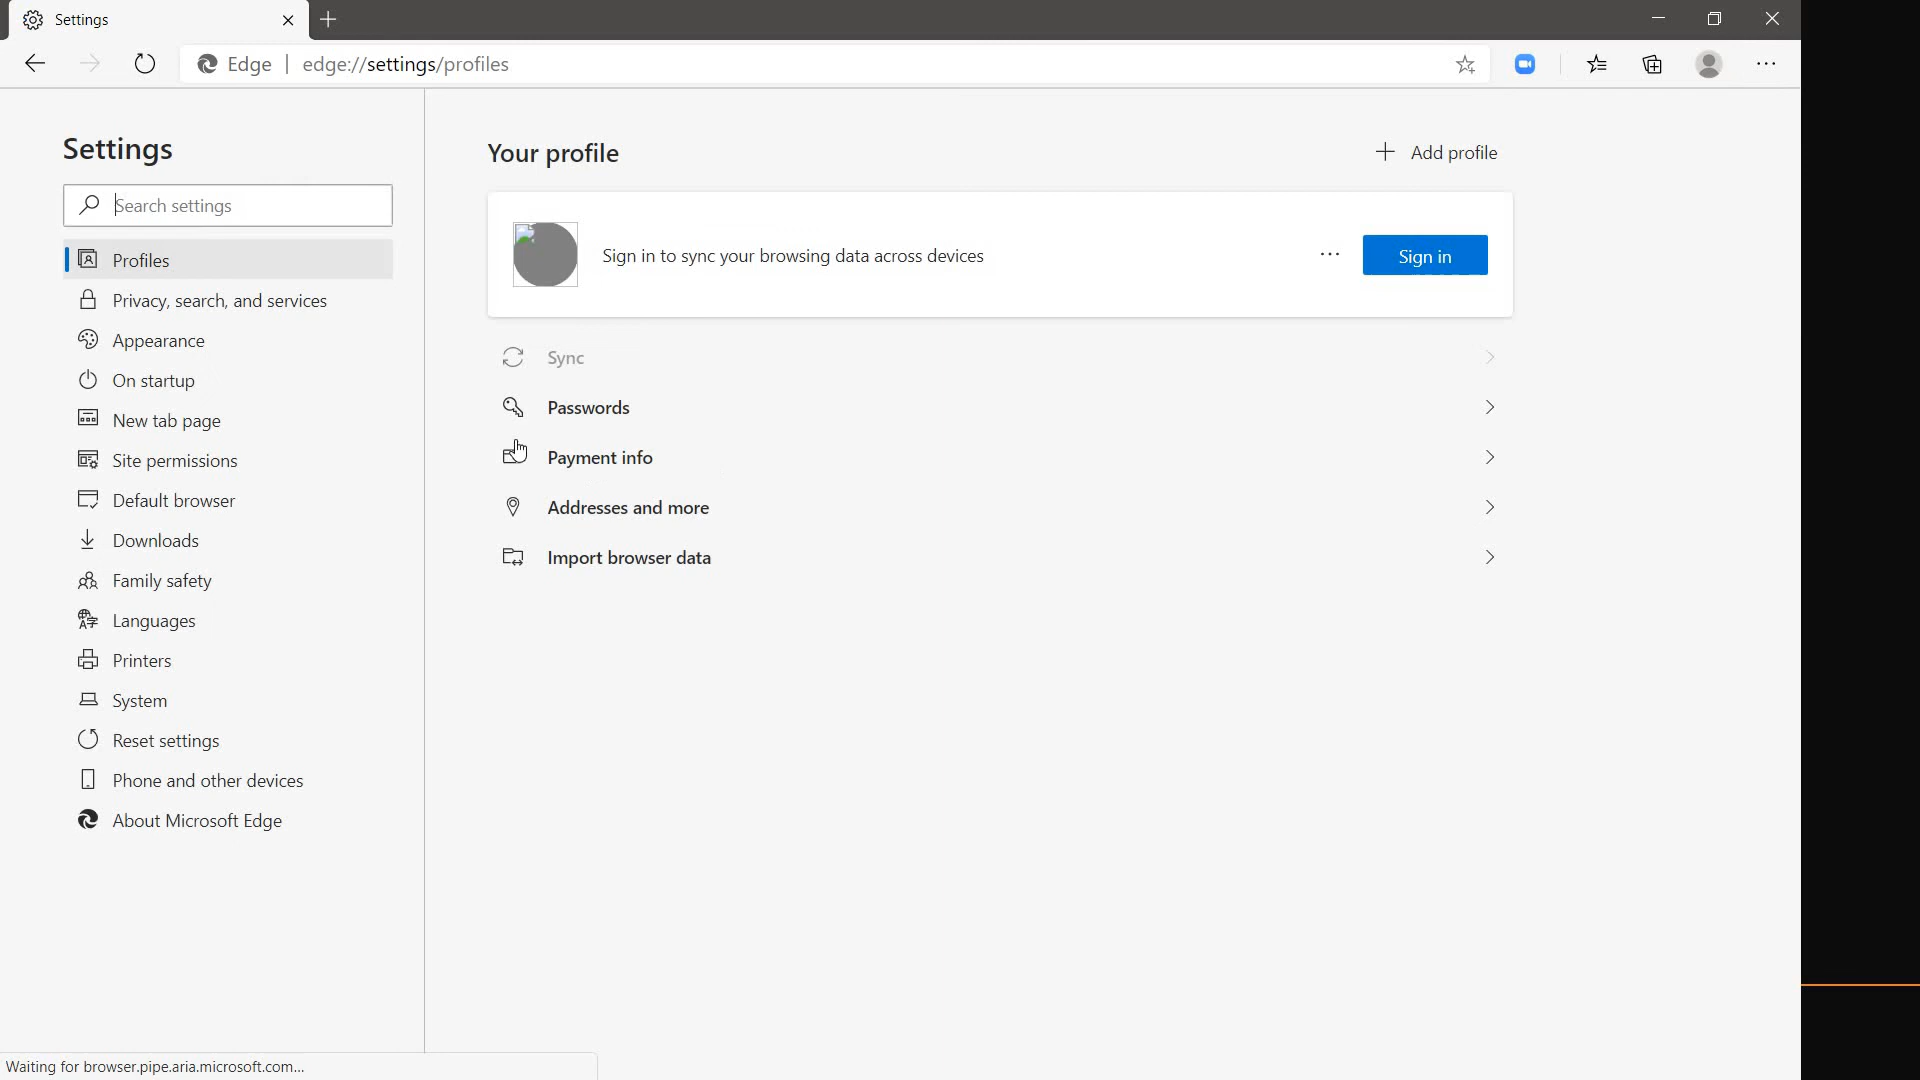 Settings
Edge
edge://settings/profiles
Settings
Search settings
Profiles
Privacy, search, and services
Appearance
On startup
New tab page
Site permissions
Default browser
Downloads
Family safety
Languages
Printers
System
Reset settings
Phone and other devices
About Microsoft Edge
Your profile
Add profile
Sign in to sync your browsing data across devices
Sign in
Sync
Passwords
Payment info
Addresses and more
Import browser data
Waiting for browser.pipe.aria.microsoft.com...